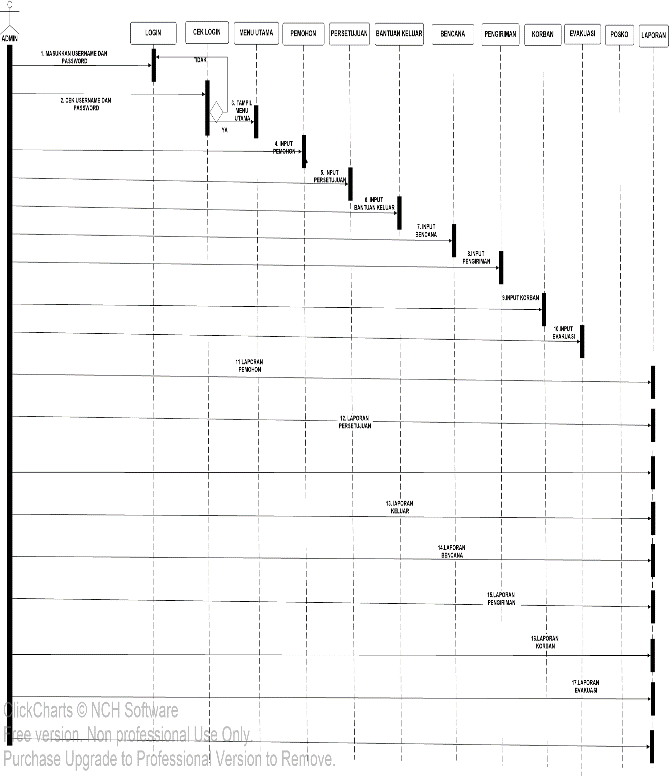 ADMIN
LOGIN
CEK LOGIN
MENU UTAMA
PEMOHON
PERSETUJUAN
BANTUAN KELUAR
BENCANA
PENGIRIMAN
KORBAN
EVAKUASI
POSKO
LAPORAN
1. MASUKKAN USERNAME DAN
PASSWORD
TIDAK
2. CEK USERNAME DAN
PASSWORD
3. TAMPIL
MENU
UTAMA
YA
4. INPUT
PEMOHON
5. INPUT
PERSETUJUAN
6. INPUT
BANTUAN KELUAR
7. INPUT
BENCANA
8.INPUT
PENGIRIMAN
9.INPUT KORBAN
10.INPUT
EVAKUASI
11.LAPORAN
PEMOHON
12. LAPORAN
PERSETUJUAN
13.lAPORAN
KELUAR
14.LAPORAN
BENCANA
15.LAPORAN
PENGIRIMAN
16.LAPORAN
KORBAN
17.LAPORAN
EVAKUASI
ClickCharts © NCH Software
Free version. Non professional Use Only.
Purchase Upgrade to Professional Version to Remove.